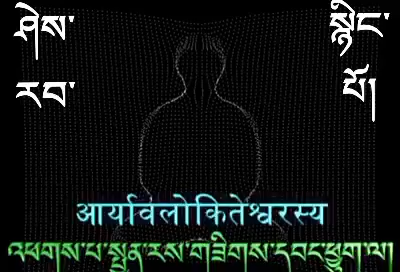 ཤེས་
རབ་
སྙིང་
པོ།
आर्यावलोकितेश्वरस्य
འཕགས་པ་སྤྱན་རས་གཟིགས་དབང་ཕྱུག་ལ།